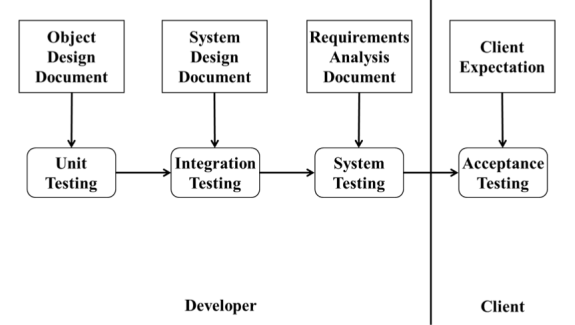 Object
Design
Document
System
Design
Document
Requirements
Analysis
Document
Client
Expectation
Unit
Testing
Integration
Testing
System
Testing
Acceptance
Testing
Developer
Client